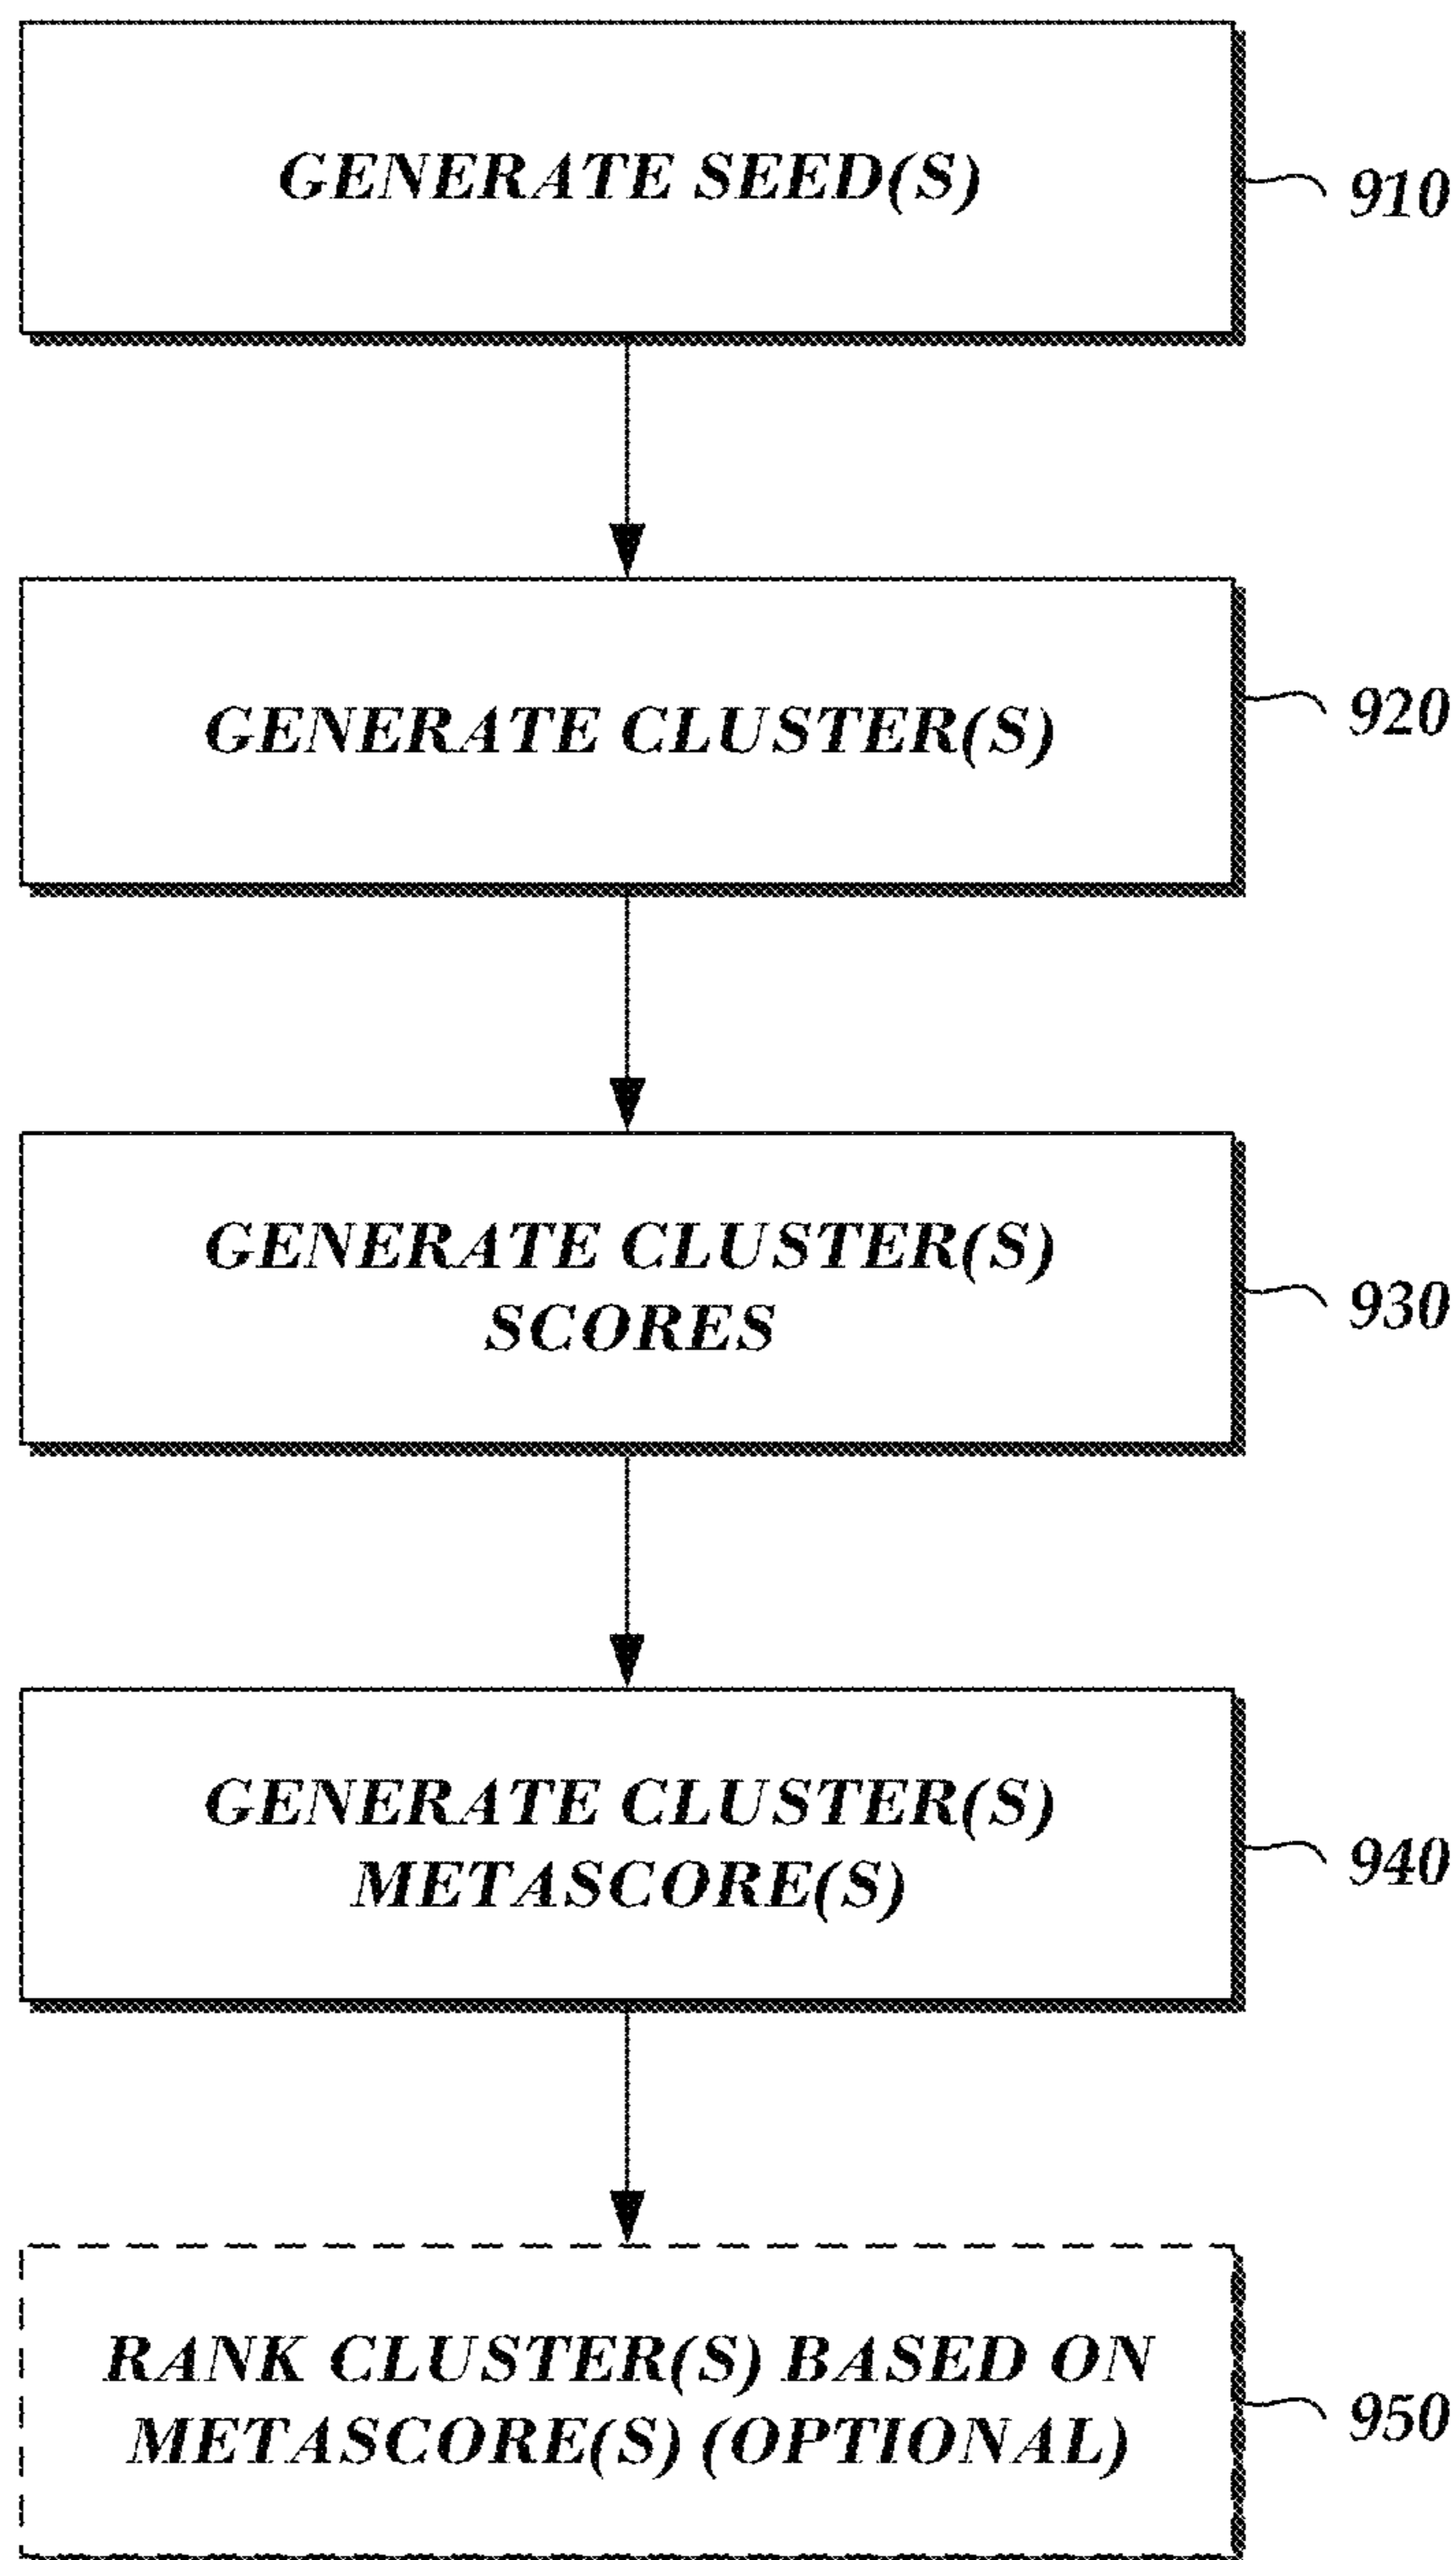 GENERATE SEED(S)
910
GENERATE CLUSTER(S)
920
GENERATE CLUSTER(S)
SCORES
930
GENERATE CLUSTER(S)
METASCORE(S)
940
RANK CLUSTER(S) BASED ON
METASCORE(S) (OPTIONAL)
950